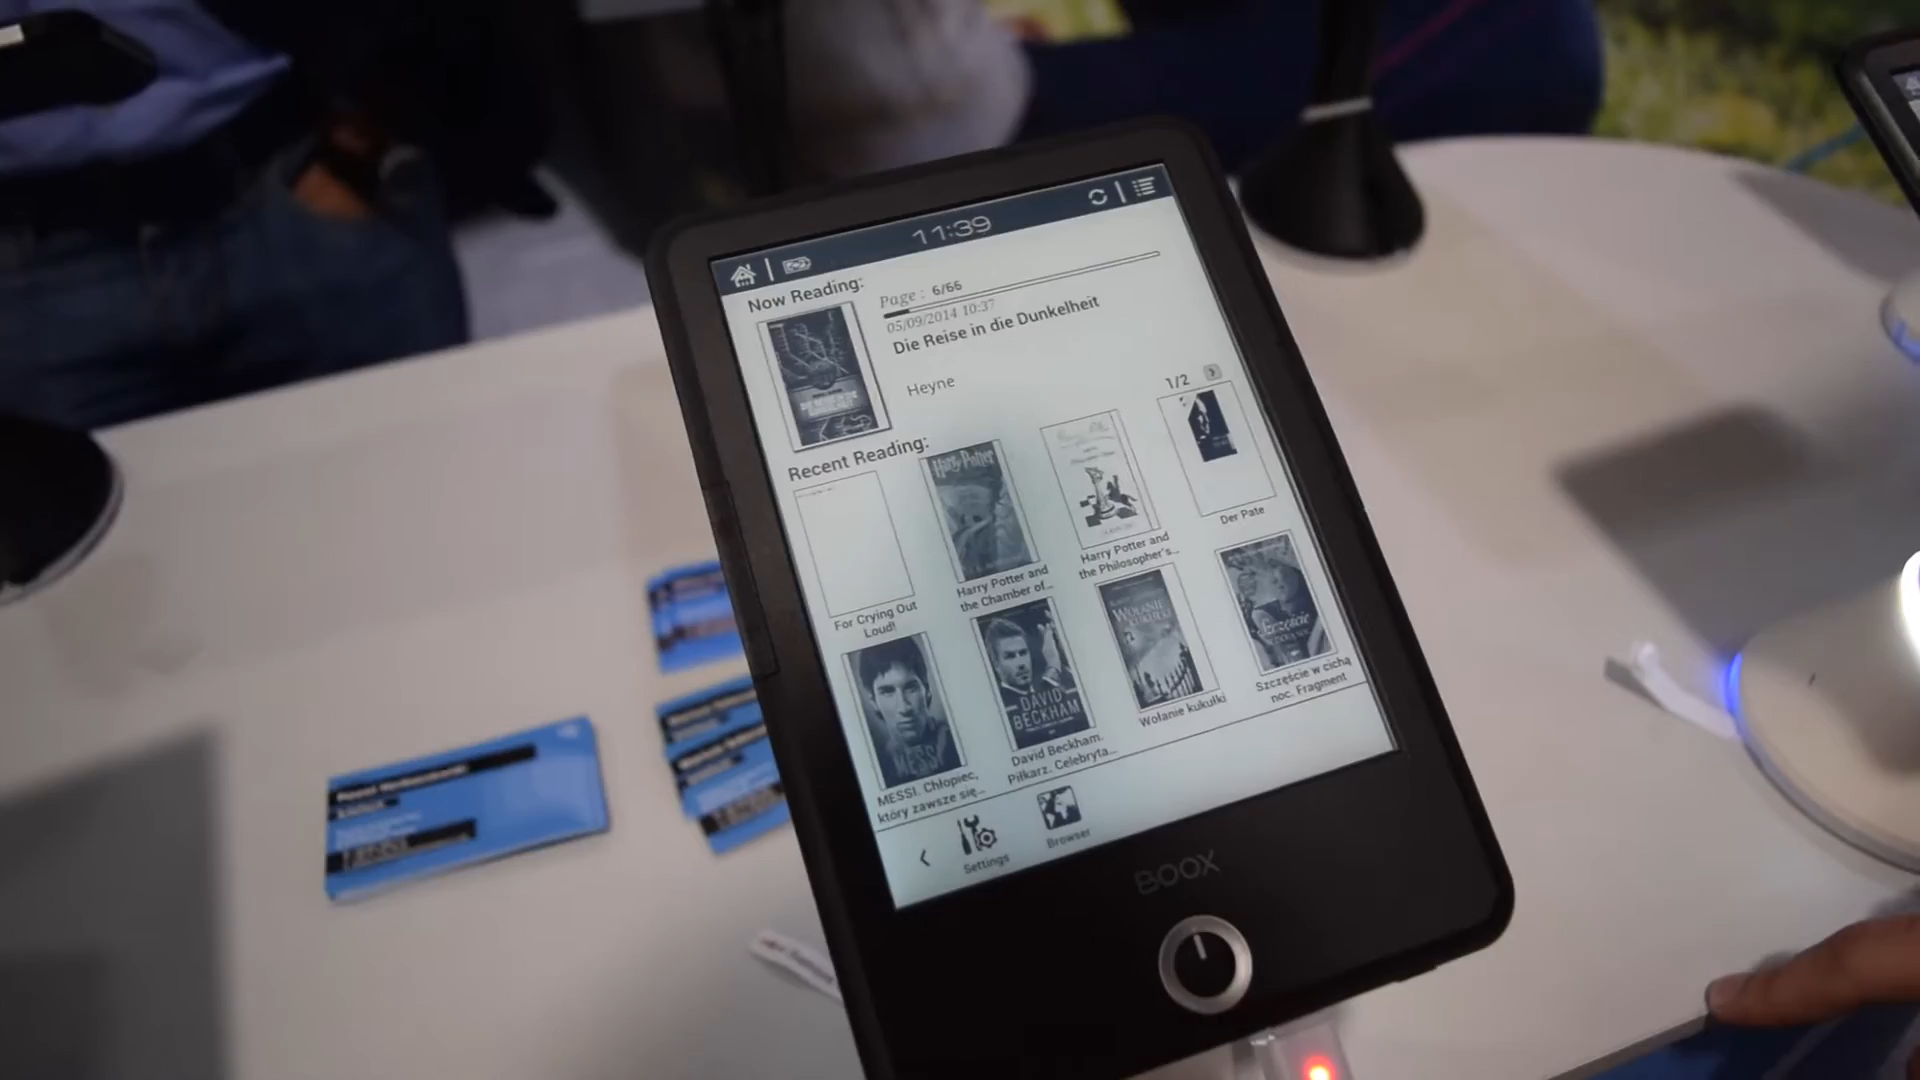 11:39
Now Reading:
Page : 6/66
05/09/2014 10:37
Die Reise in die Dunkelheit
Heyne
1/2
Recent Reading:
Harry Potter
For Crying Out
Loud!
Harry Potter and
the Chamber of...
Harry Potter and
the Philosopher's...
Der Pate
MESSI
DAVID
BECKHAM
WOŁANIE
KUKUŁKI
Szczęście
MESSI. Chłopiec,
który zawsze się...
David Beckham.
Piłkarz. Celebryta...
Wołanie kukułki
Szczęście w cichą
noc. Fragment
Settings
Browser
BOOX